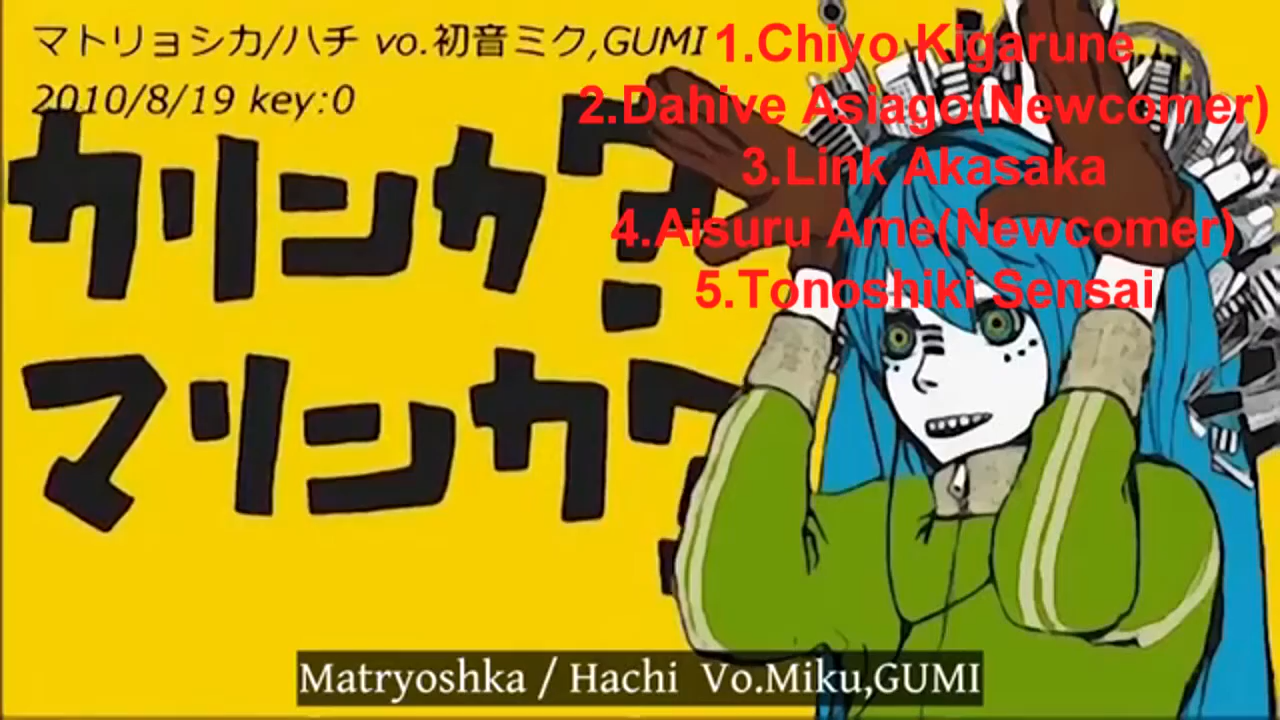 マトリョシカ/ハチ vo.初音ミク,GUMI
2010/8/19 key:0
1.Chiyo Kigarune
2.Dahive Asiago(Newcomer)
3.Link Akasaka
4.Aisuru Ame(Newcomer)
5.Tonoshiki Sensai
カリンカ?
マリンカ?
Matryoshka / Hachi Vo.Miku,GUMI